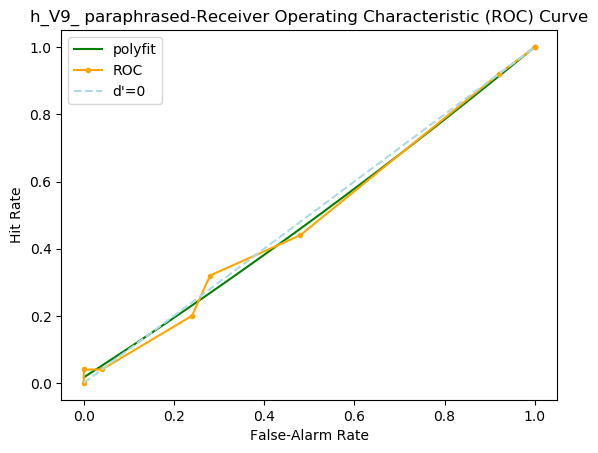 h_V9_ paraphrased-Receiver Operating Characteristic (ROC) Curve
polyfit
ROC
d'=0
1.0
0.8
0.6
0.4
0.2
0.0
Hit Rate
0.0 0.2 0.4 0.6 0.8 1.0
False-Alarm Rate